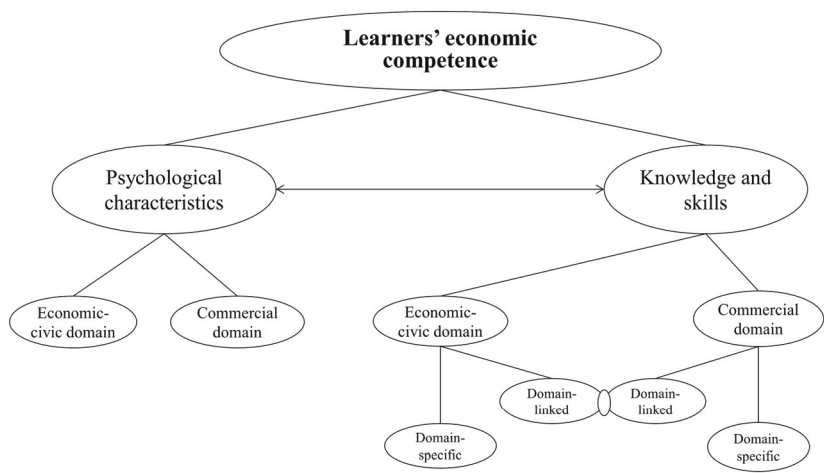 Learners' economic
competence
Psychological
characteristics
Knowledge and
skills
Economic-
civic domain
Commercial
domain
Economic-
civic domain
Commercial
domain
Domain-
linked
Domain-
linked
Domain-
specific
Domain-
specific